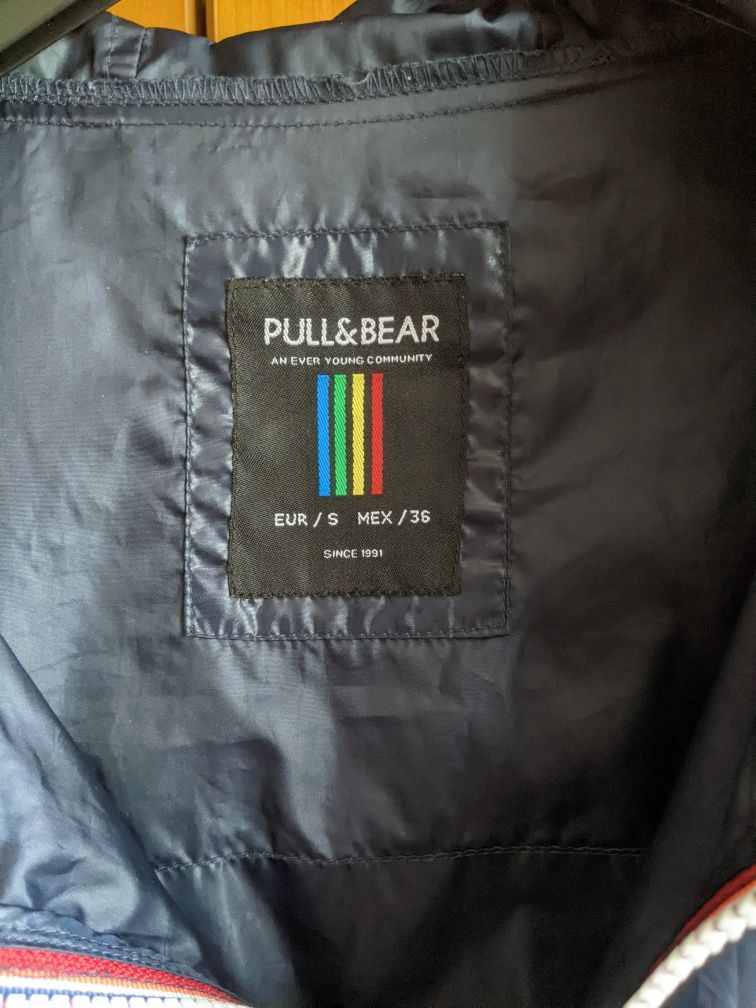 PULL&BEAR
AN EVER YOUNG COMMUNITY
EUR / S MEX / 36
SINCE 1991